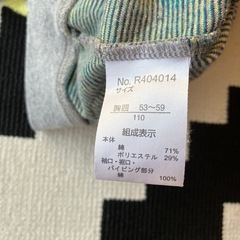 No. R404014
サイズ
胸囲 53〜59
110
組成表示
本体
綿 71%
ポリエステル 29%
袖口・裾口・
パイピング部分
綿 100%